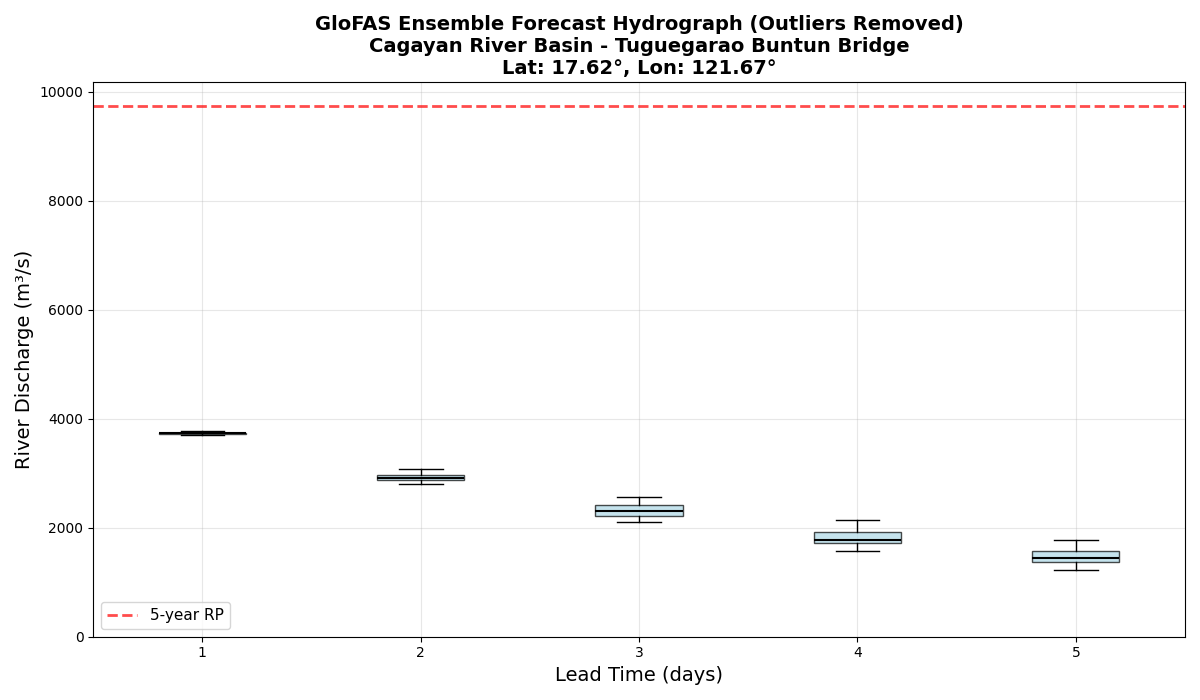 GloFAS Ensemble Forecast Hydrograph (Outliers Removed)
Cagayan River Basin - Tuguegarao Buntun Bridge
Lat: 17.62°, Lon: 121.67°
River Discharge (m³/s)
10000
8000
6000
4000
2000
0
5-year RP
1 2 3 4 5
Lead Time (days)